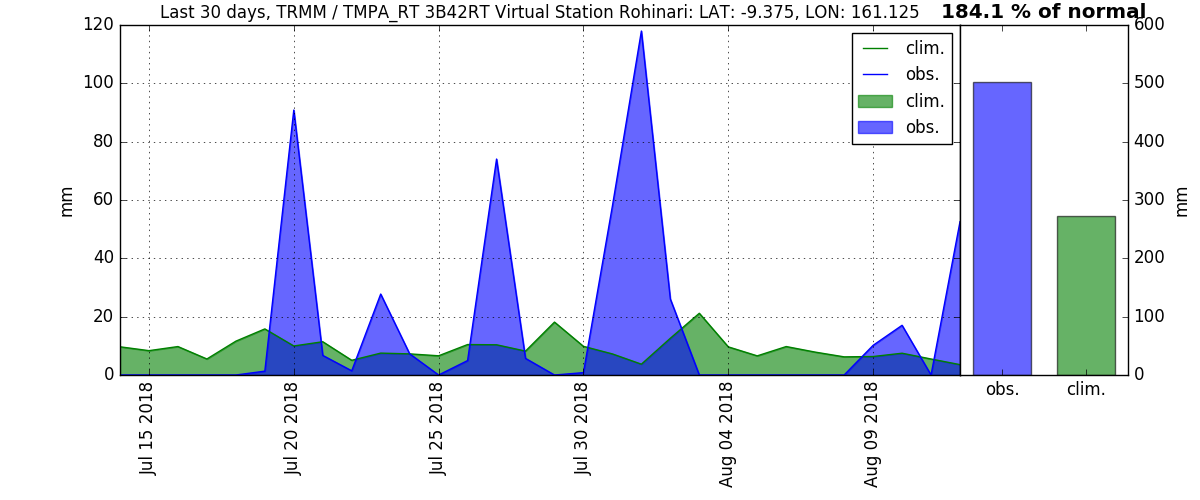 Last 30 days, TRMM / TMPA_RT 3B42RT Virtual Station Rohinari: LAT: -9.375, LON: 161.125
184.1 % of normal
120
100
80
60
40
20
0
mm
clim.
obs.
clim.
obs.
Jul 15 2018
Jul 20 2018
Jul 25 2018
Jul 30 2018
Aug 04 2018
Aug 09 2018
600
500
400
300
200
100
0
mm
obs.
clim.